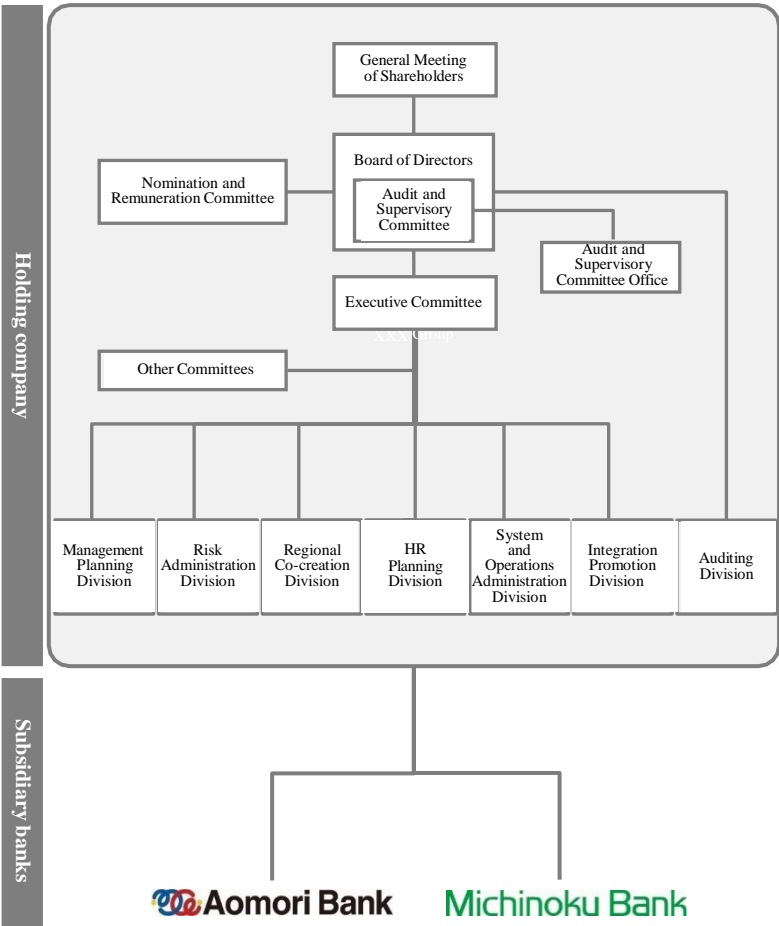 General Meeting
of Shareholders
Board of Directors
Nomination and
Remuneration Committee
Audit and
Supervisory
Committee
Audit and
Supervisory
Committee Office
Executive Committee
XXX Group
Other Committees
Holding company
Management
Planning
Division
Risk
Administration
Division
Regional
Co-creation
Division
HR
Planning
Division
System
and
Operations
Administration
Division
Integration
Promotion
Division
Auditing
Division
Subsidiary banks
Aomori Bank
Michinoku Bank